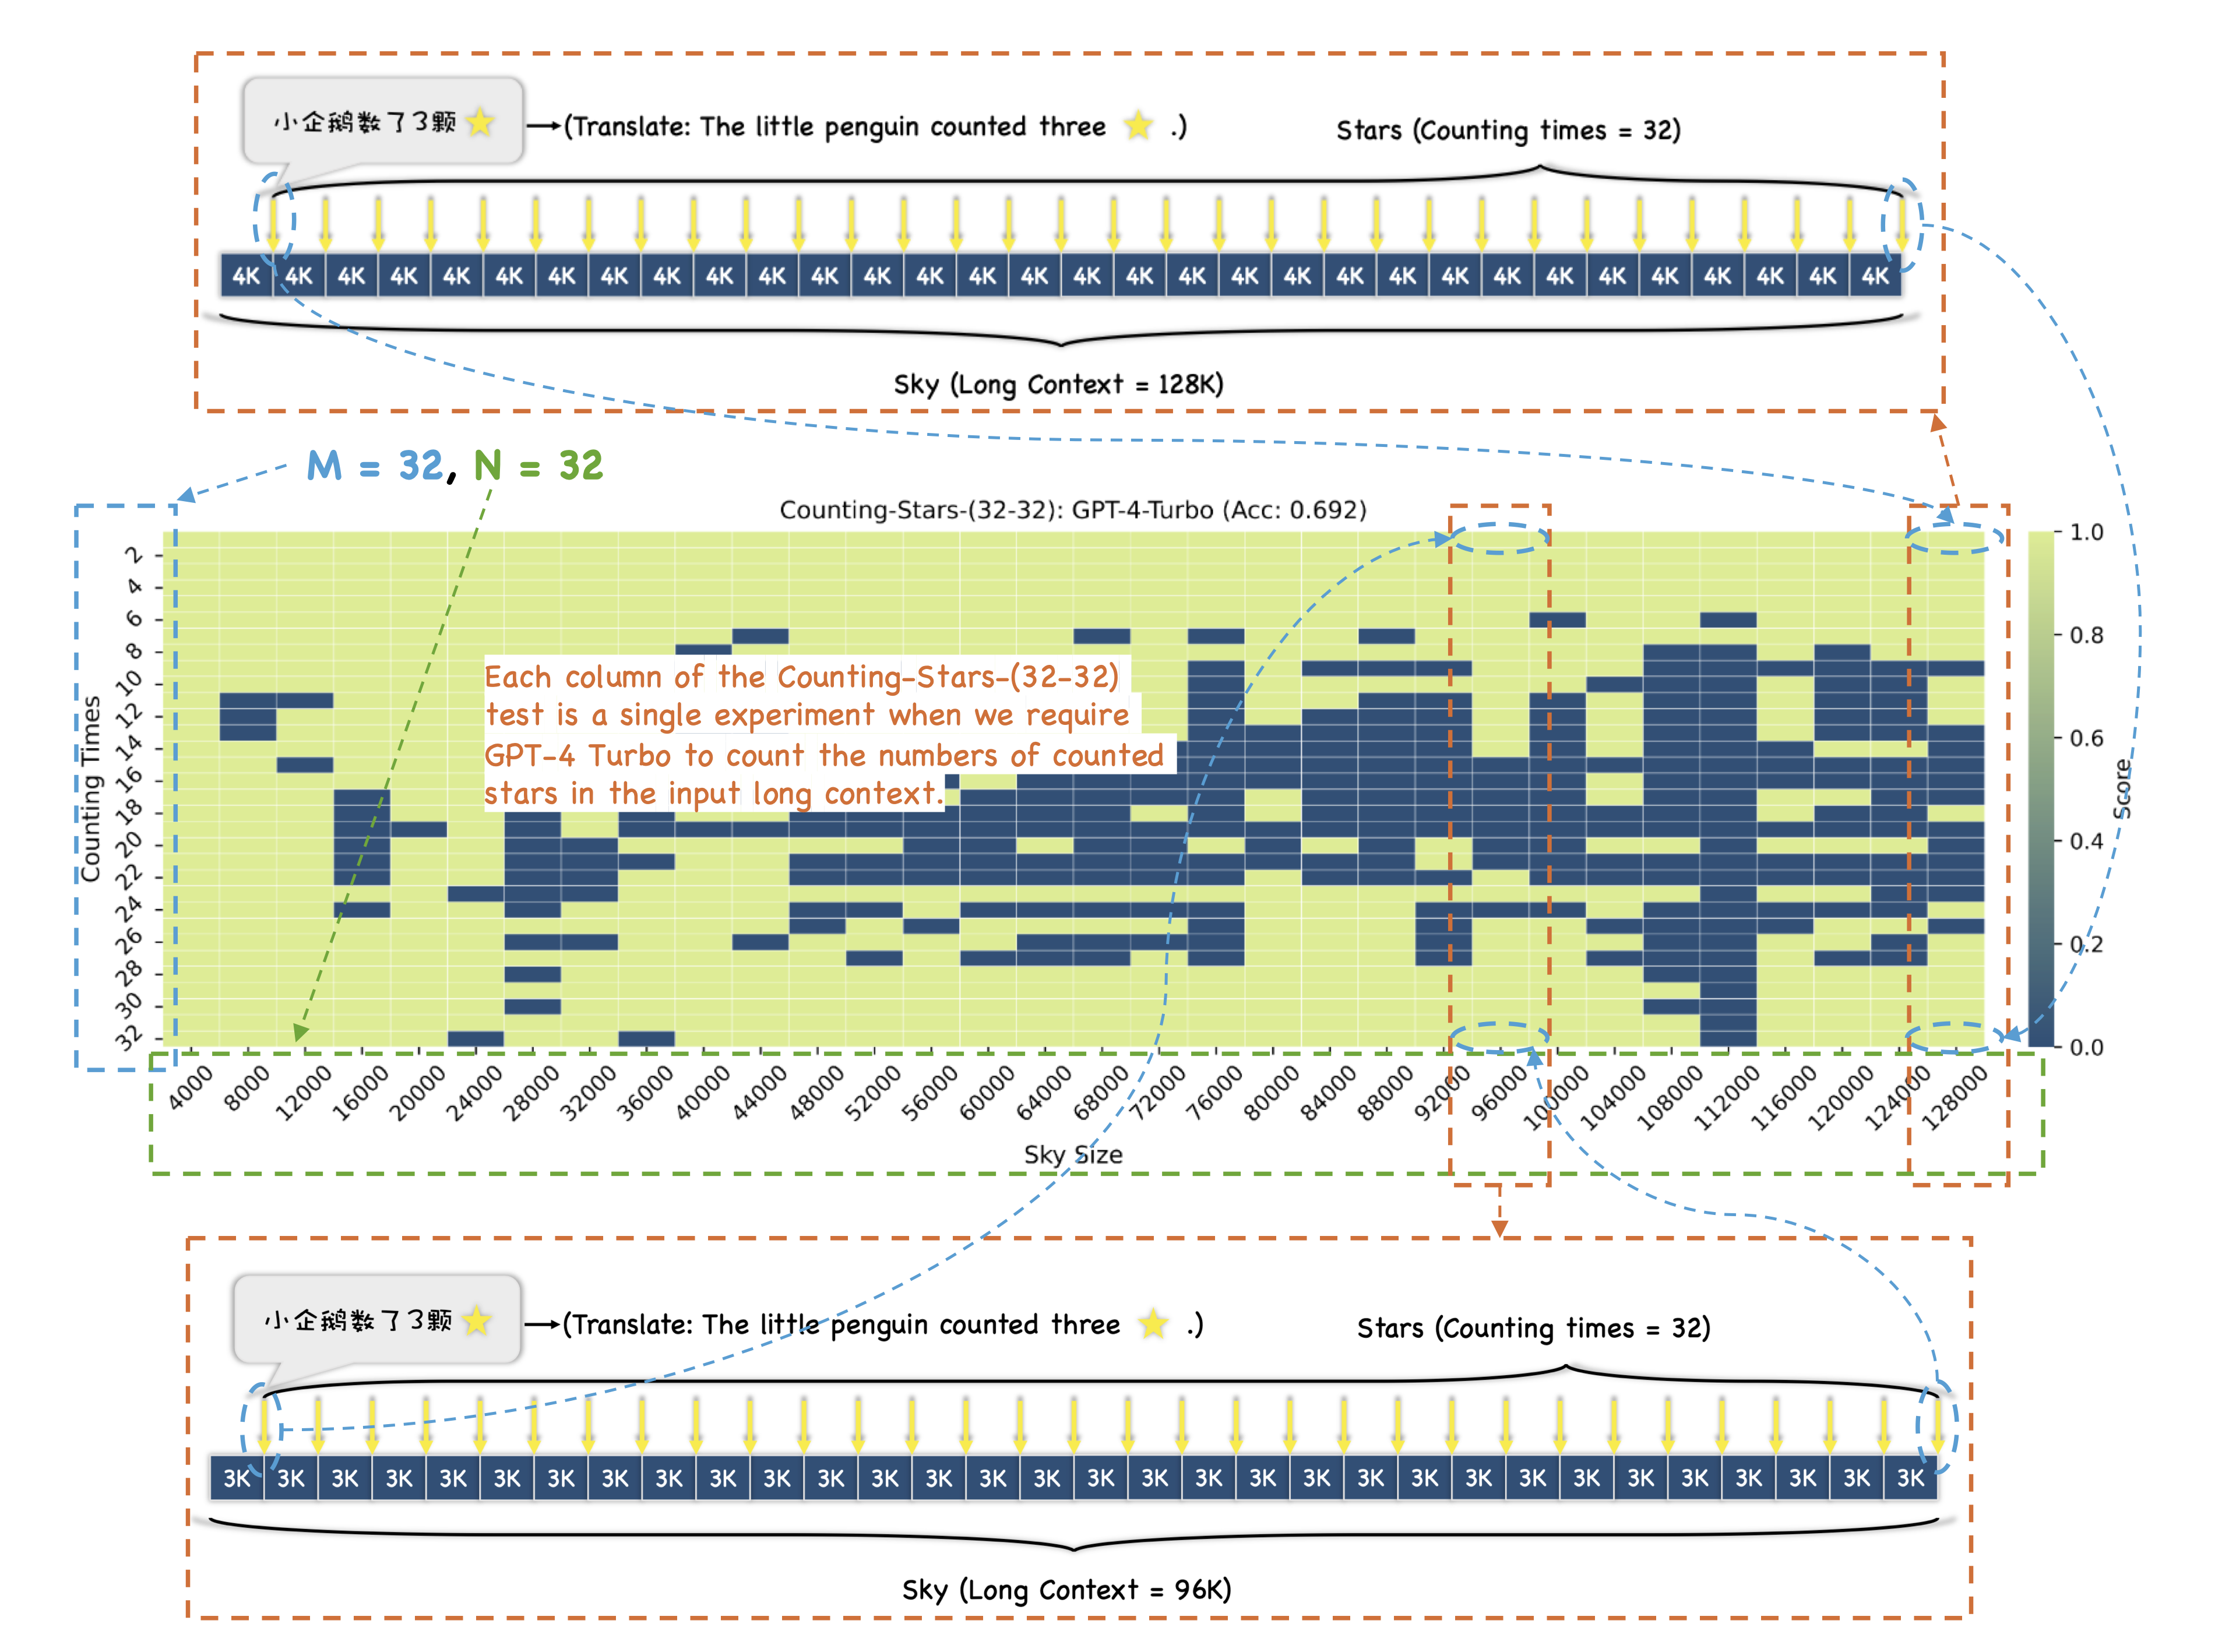 小企鹅数了3颗
(Translate: The little penguin counted three .)
Stars (Counting times = 32)
4K 4K 4K 4K 4K 4K 4K 4K 4K 4K 4K 4K 4K 4K 4K 4K 4K 4K 4K 4K 4K 4K 4K 4K 4K 4K 4K 4K 4K 4K 4K 4K
Sky (Long Context = 128K)
M = 32, N = 32
Counting-Stars-(32-32): GPT-4-Turbo (Acc: 0.692)
Counting Times
2
4
6
8
10
12
14
16
18
20
22
24
26
28
30
32
Each column of the Counting-Stars-(32-32)
test is a single experiment when we require
GPT-4 Turbo to count the numbers of counted
stars in the input long context.
1.0
0.8
0.6
0.4
0.2
0.0
Score
4000 8000 12000 16000 20000 24000 28000 32000 36000 40000 44000 48000 52000 56000 60000 64000 68000 72000 76000 80000 84000 88000 92000 96000 100000 104000 108000 112000 116000 120000 124000 128000
Sky Size
小企鹅数了3颗
(Translate: The little penguin counted three .)
Stars (Counting times = 32)
3K 3K 3K 3K 3K 3K 3K 3K 3K 3K 3K 3K 3K 3K 3K 3K 3K 3K 3K 3K 3K 3K 3K 3K 3K 3K 3K 3K 3K 3K 3K 3K
Sky (Long Context = 96K)